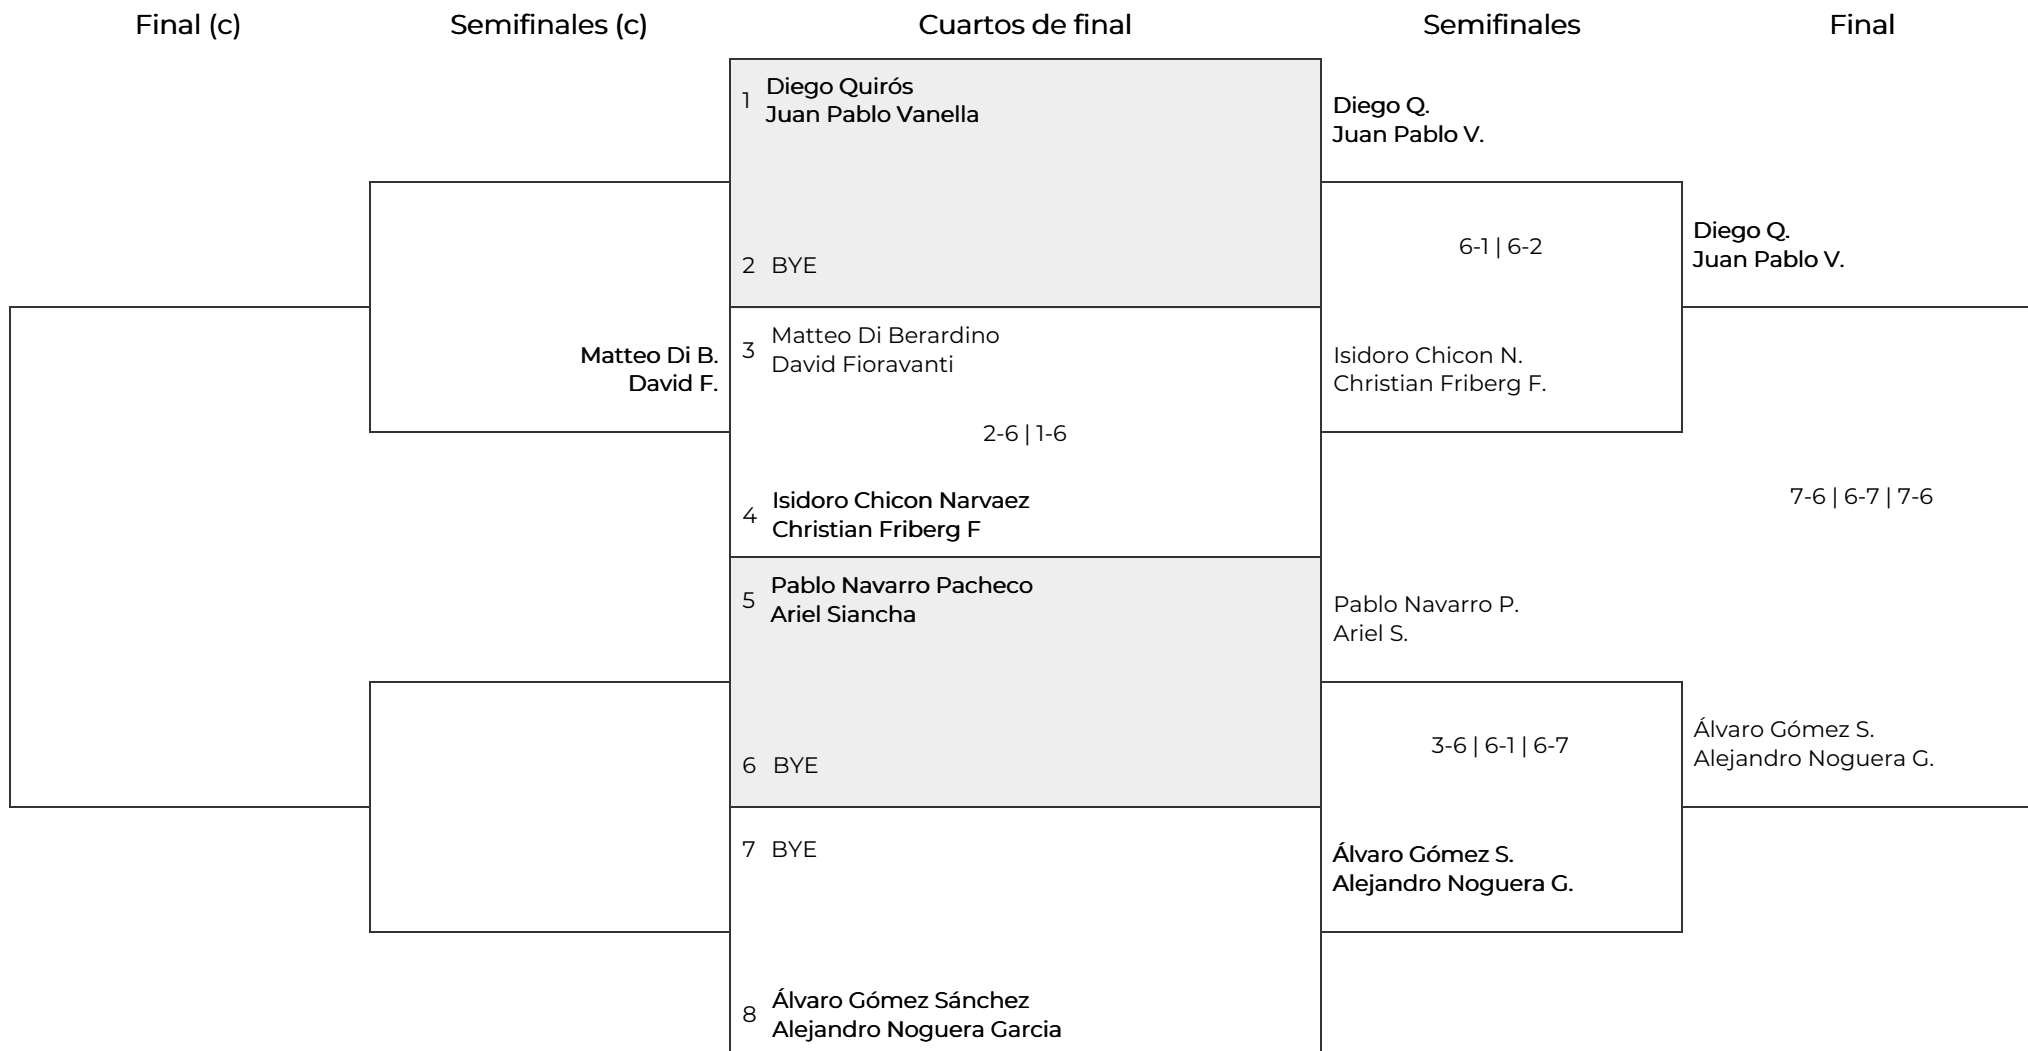 Final (c)
Semifinales (c)
Cuartos de final
Semifinales
Final
1
Diego Quirós
Juan Pablo Vanella
2 BYE
Matteo Di B.
David F.
3
Matteo Di Berardino
David Fioravanti
2-6 | 1-6
4
Isidoro Chicon Narvaez
Christian Friberg F
5
Pablo Navarro Pacheco
Ariel Siancha
6 BYE
7 BYE
8
Álvaro Gómez Sánchez
Alejandro Noguera Garcia
Diego Q.
Juan Pablo V.
6-1 | 6-2
Isidoro Chicon N.
Christian Friberg F.
Pablo Navarro P.
Ariel S.
3-6 | 6-1 | 6-7
Álvaro Gómez S.
Alejandro Noguera G.
Diego Q.
Juan Pablo V.
7-6 | 6-7 | 7-6
Álvaro Gómez S.
Alejandro Noguera G.